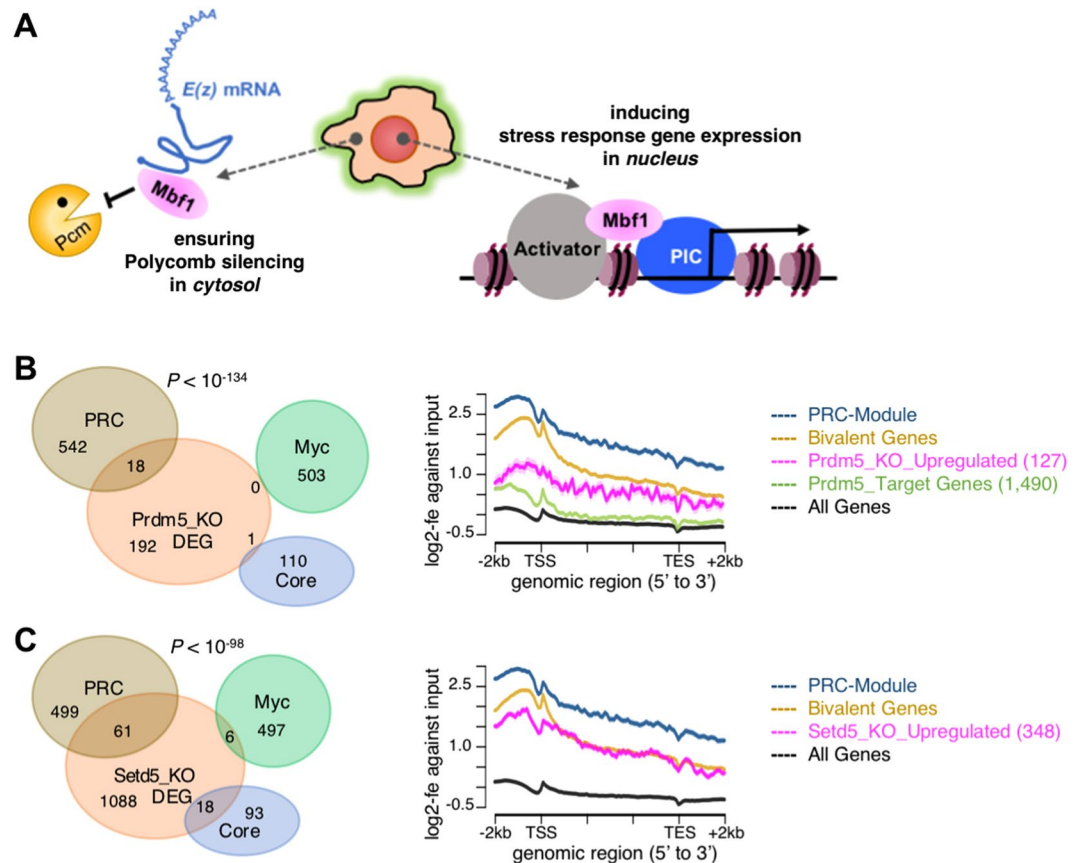 A
AAAAAAAAAAAA
E(z) mRNA
Mbf1
Pcm
ensuring
Polycomb silencing
in cytosol
inducing
stress response gene expression
in nucleus
Activator
Mbf1
PIC
B
P < 10-134
PRC
542
18
Myc
503
0
Prdm5_KO
192 DEG
1
110
Core
log2-fe against input
2.5
1.0
-0.5
-2kb TSS TES +2kb
genomic region (5' to 3')
PRC-Module
Bivalent Genes
Prdm5_KO_Upregulated (127)
Prdm5_Target Genes (1,490)
All Genes
C
P < 10-98
PRC
499
61
Myc
6 497
Setd5_KO
1088 DEG
18 93
Core
log2-fe against input
2.5
1.0
-0.5
-2kb TSS TES +2kb
genomic region (5' to 3')
PRC-Module
Bivalent Genes
Setd5_KO_Upregulated (348)
All Genes